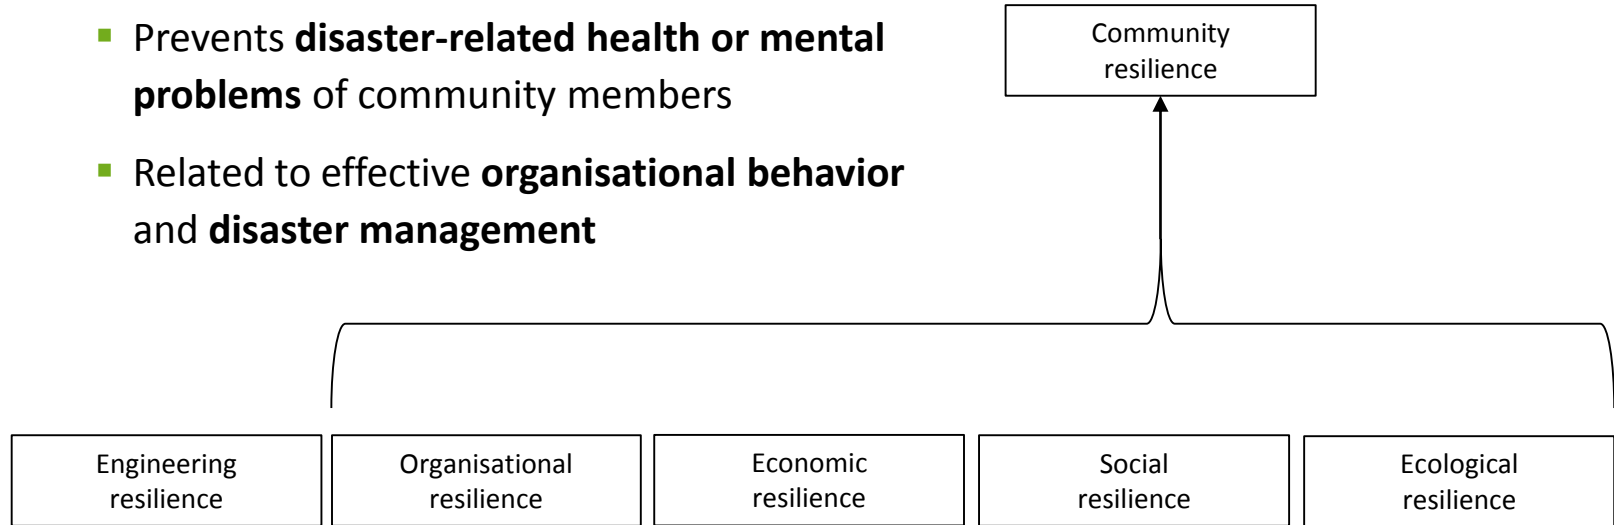 Prevents disaster-related health or mental
problems of community members
Related to effective organisational behavior
and disaster management
Community
resilience
Engineering
resilience
Organisational
resilience
Economic
resilience
Social
resilience
Ecological
resilience